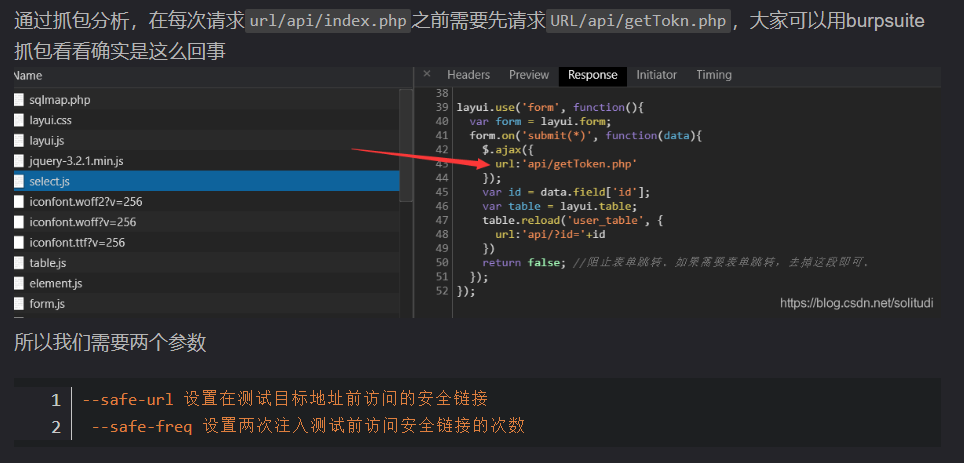 通过抓包分析，在每次请求url/api/index.php之前需要先请求URL/api/getTokn.php，大家可以用burpsuite
抓包看看确实是这么回事
Name
× Headers Preview Response Initiator Timing
sqlmap.php
layui.css
layui.js
jquery-3.2.1.min.js
select.js
iconfont.woff2?v=256
iconfont.woff?v=256
iconfont.ttf?v=256
table.js
element.js
form.js
38
39 layui.use('form', function(){
40 var form = layui.form;
41 form.on('submit(*)', function(data){
42 $.ajax({
43 url:'api/getToken.php'
44 });
45 var id = data.field['id'];
46 var table = layui.table;
47 table.reload('user_table', {
48 url:'api/?id='+id
49 })
50 return false; //阻止表单跳转。如果需要表单跳转，去掉这段即可。
51 });
52 });
https://blog.csdn.net/solitudi
所以我们需要两个参数
1 --safe-url 设置在测试目标地址前访问的安全链接
2 --safe-freq 设置两次注入测试前访问安全链接的次数